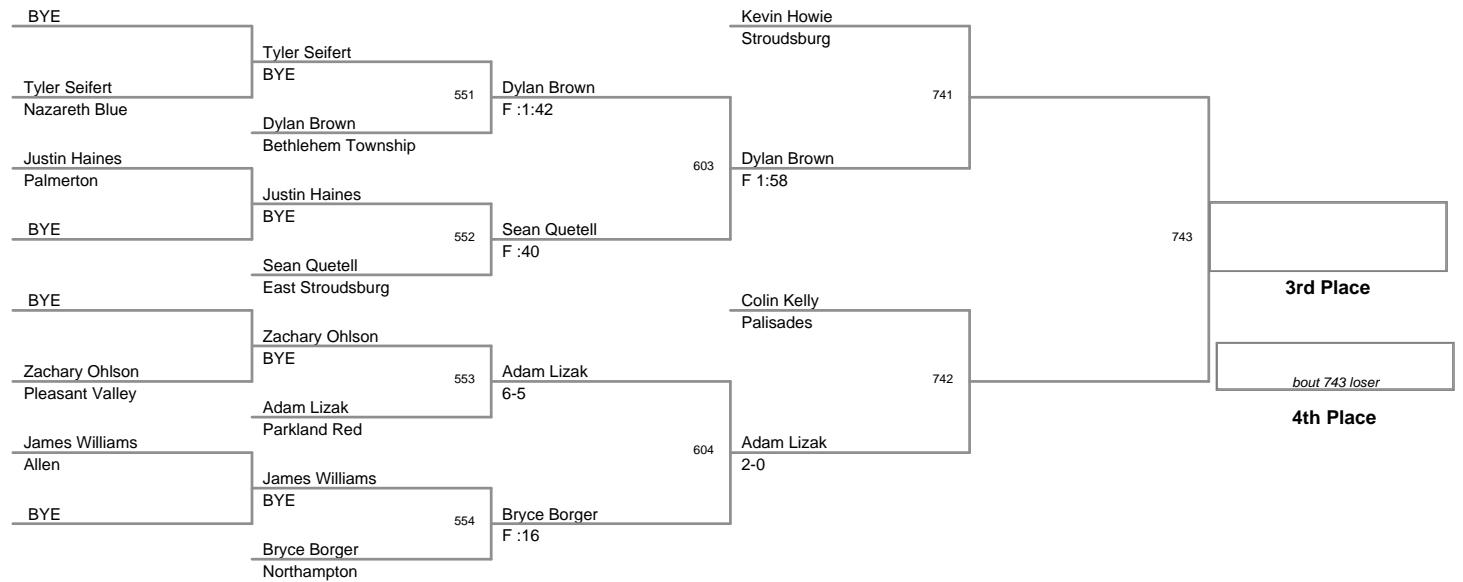 BYE
Tyler Seifert
Nazareth Blue
Justin Haines
Palmerton
BYE
BYE
Zachary Ohlson
Pleasant Valley
James Williams
Allen
BYE
Tyler Seifert
BYE
551
Dylan Brown
Bethlehem Township
Justin Haines
BYE
552
Sean Quetell
East Stroudsburg
Zachary Ohlson
BYE
553
Adam Lizak
Parkland Red
James Williams
BYE
554
Bryce Borger
Northampton
Dylan Brown
F :1:42
603
Sean Quetell
F :40
Adam Lizak
6-5
604
Bryce Borger
F :16
Kevin Howie
Stroudsburg
741
Dylan Brown
F 1:58
Colin Kelly
Palisades
742
Adam Lizak
2-0
743
3rd Place
bout 743 loser
4th Place